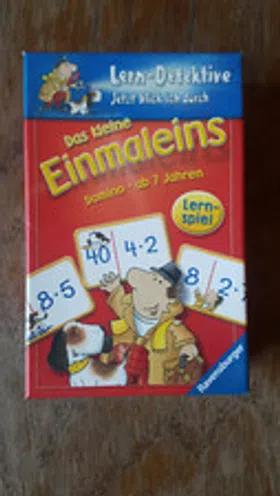 Lern-Detektive
Jetzt blick ich durch
Das kleine
Einmaleins
Domino · ab 7 Jahren
Lern-
spiel
40 4·2
8·5
8 2·
Ravensburger